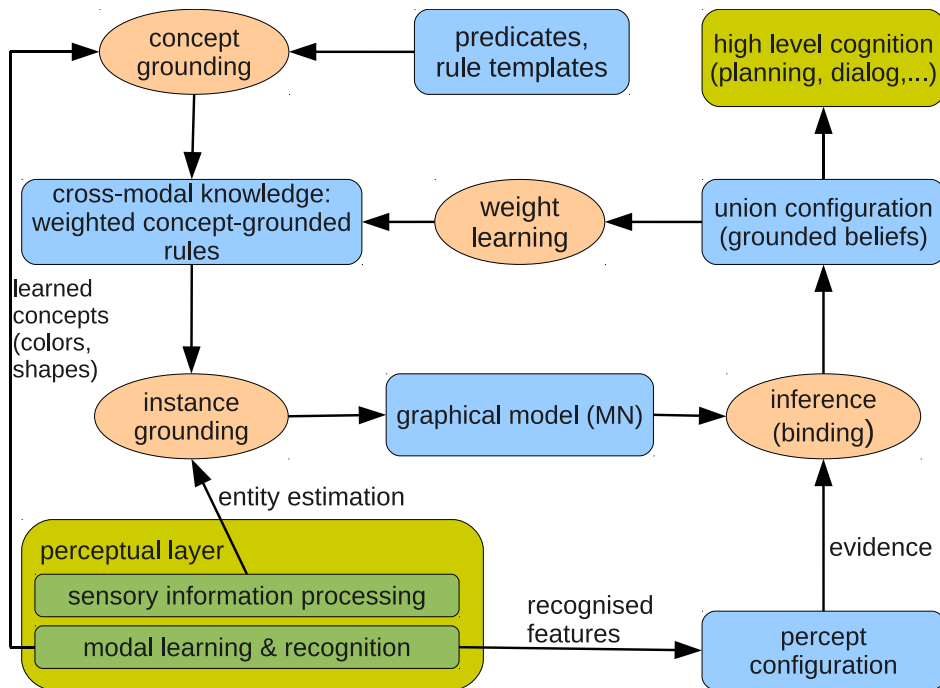 concept
grounding
predicates,
rule templates
high level cognition
(planning, dialog,...)
cross-modal knowledge:
weighted concept-grounded
rules
weight
learning
union configuration
(grounded beliefs)
learned
concepts
(colors,
shapes)
instance
grounding
graphical model (MN)
inference
(binding)
entity estimation
perceptual layer
sensory information processing
modal learning & recognition
recognised
features
evidence
percept
configuration